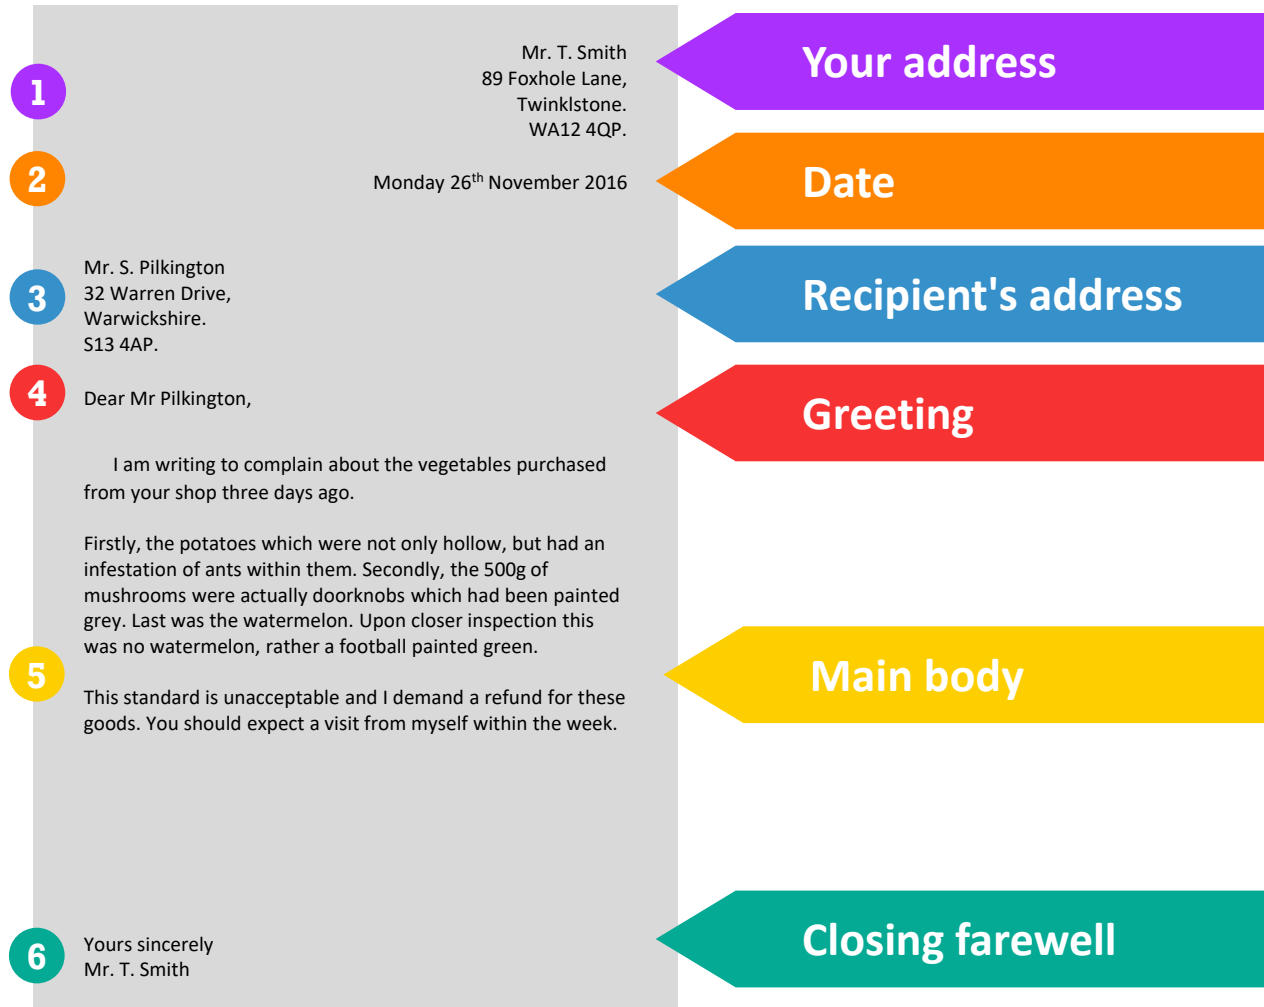 Mr. T. Smith
89 Foxhole Lane,
Twinklstone.
WA12 4QP.
Your address
1
2
Monday 26th November 2016
Date
3
Mr. S. Pilkington
32 Warren Drive,
Warwickshire.
S13 4AP.
Recipient's address
4
Dear Mr Pilkington,
Greeting
I am writing to complain about the vegetables purchased
from your shop three days ago.
Firstly, the potatoes which were not only hollow, but had an
infestation of ants within them. Secondly, the 500g of
mushrooms were actually doorknobs which had been painted
grey. Last was the watermelon. Upon closer inspection this
was no watermelon, rather a football painted green.
5
Main body
This standard is unacceptable and I demand a refund for these
goods. You should expect a visit from myself within the week.
6
Yours sincerely
Mr. T. Smith
Closing farewell